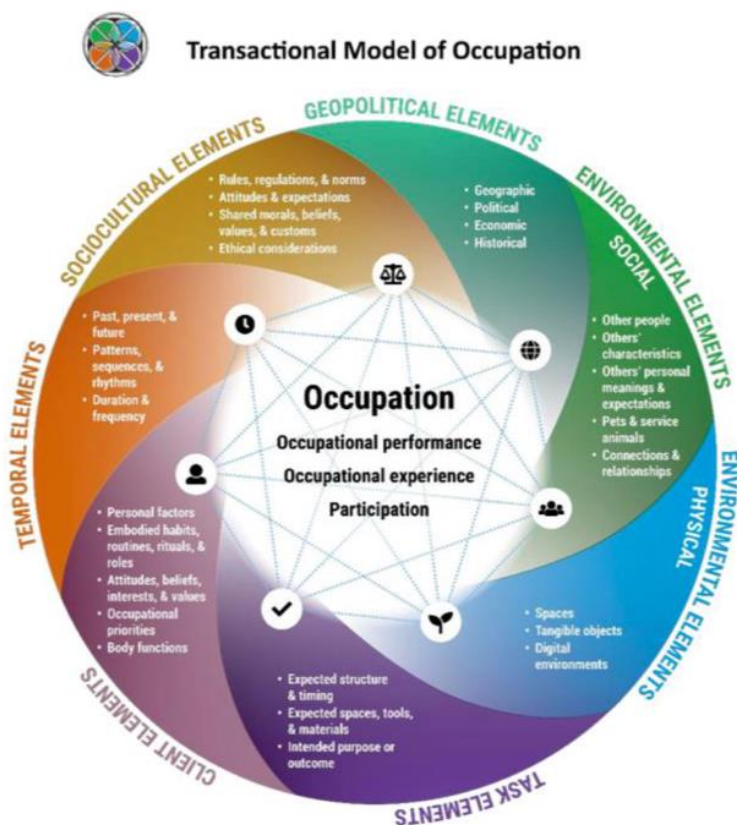 Transactional Model of Occupation
GEOPOLITICAL ELEMENTS
• Geographic
• Political
• Economic
• Historical
ENVIRONMENTAL ELEMENTS
SOCIAL
• Other people
• Others'
characteristics
• Others' personal
meanings &
expectations
• Pets & service
animals
• Connections &
relationships
ENVIRONMENTAL ELEMENTS
PHYSICAL
• Spaces
• Tangible objects
• Digital
environments
TASK ELEMENTS
• Expected structure
& timing
• Expected spaces, tools,
& materials
• Intended purpose or
outcome
CLIENT ELEMENTS
• Personal factors
• Embodied habits,
routines, rituals, &
roles
• Attitudes, beliefs,
interests, & values
• Occupational
priorities
• Body functions
TEMPORAL ELEMENTS
• Past, present, &
future
• Patterns,
sequences, &
rhythms
• Duration &
frequency
SOCIOCULTURAL ELEMENTS
• Rules, regulations, & norms
• Attitudes & expectations
• Shared morals, beliefs,
values, & customs
• Ethical considerations
Occupation
Occupational performance
Occupational experience
Participation